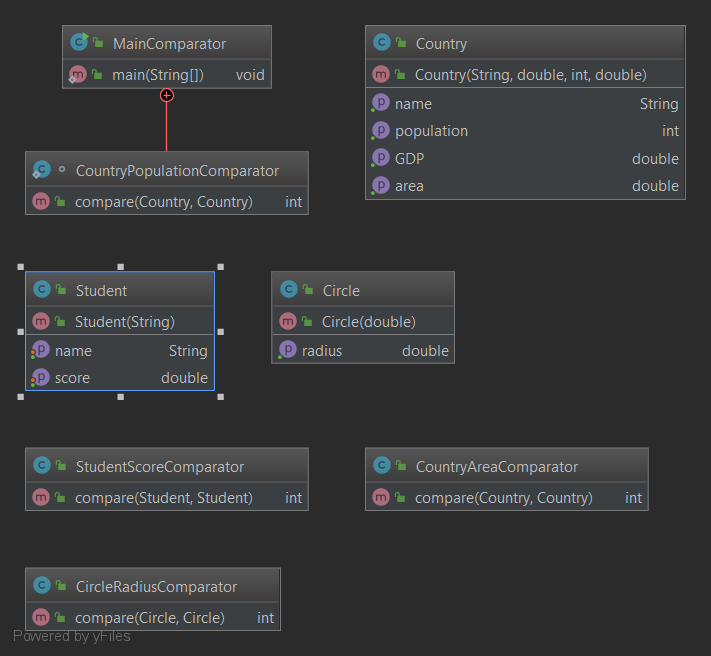 MainComparator
main(String[]) void
Country
Country(String, double, int, double)
name String
population int
GDP double
area double
CountryPopulationComparator
compare(Country, Country) int
Student
Student(String)
name String
score double
Circle
Circle(double)
radius double
StudentScoreComparator
compare(Student, Student) int
CountryAreaComparator
compare(Country, Country) int
CircleRadiusComparator
compare(Circle, Circle) int
Powered by yFiles